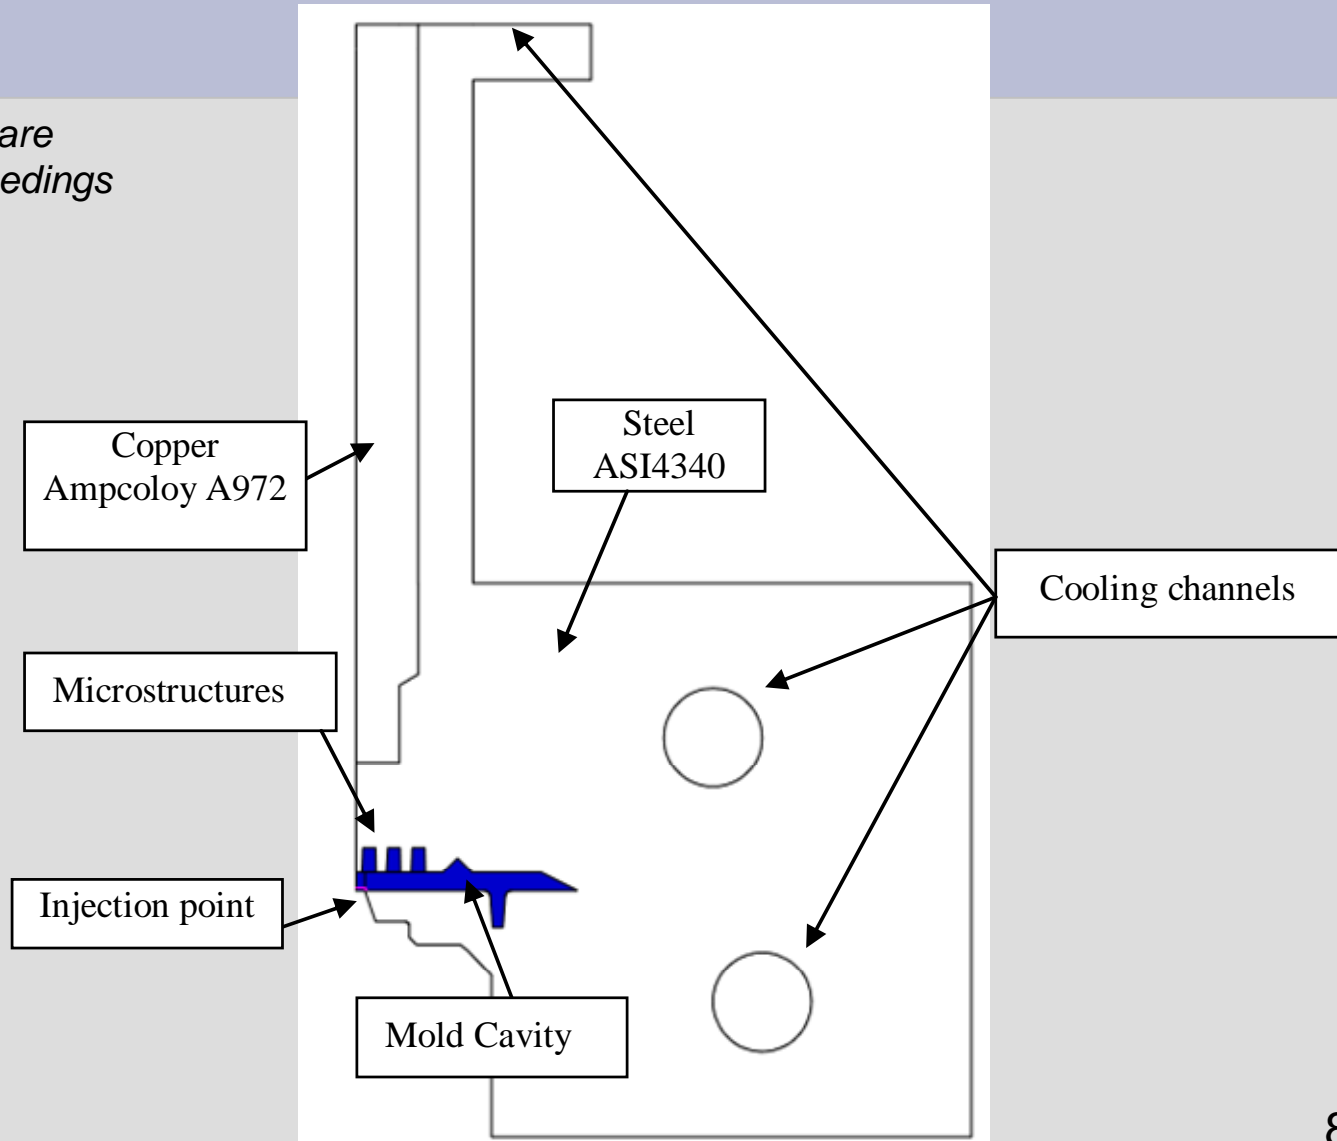 are
edings
Steel
ASI4340
Copper
Ampcoloy A972
Cooling channels
Microstructures
Injection point
Mold Cavity
8